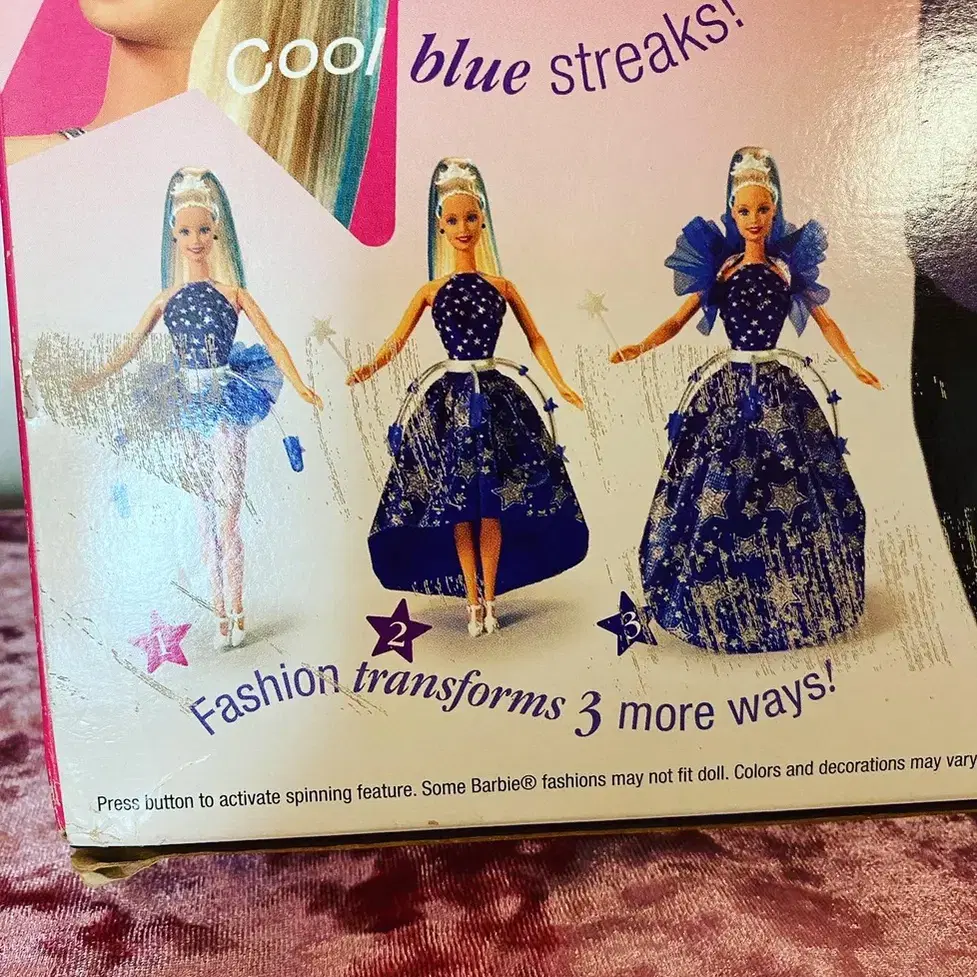 Cool blue streaks!
1
2
3
Fashion transforms 3 more ways!
Press button to activate spinning feature. Some Barbie® fashions may not fit doll. Colors and decorations may vary